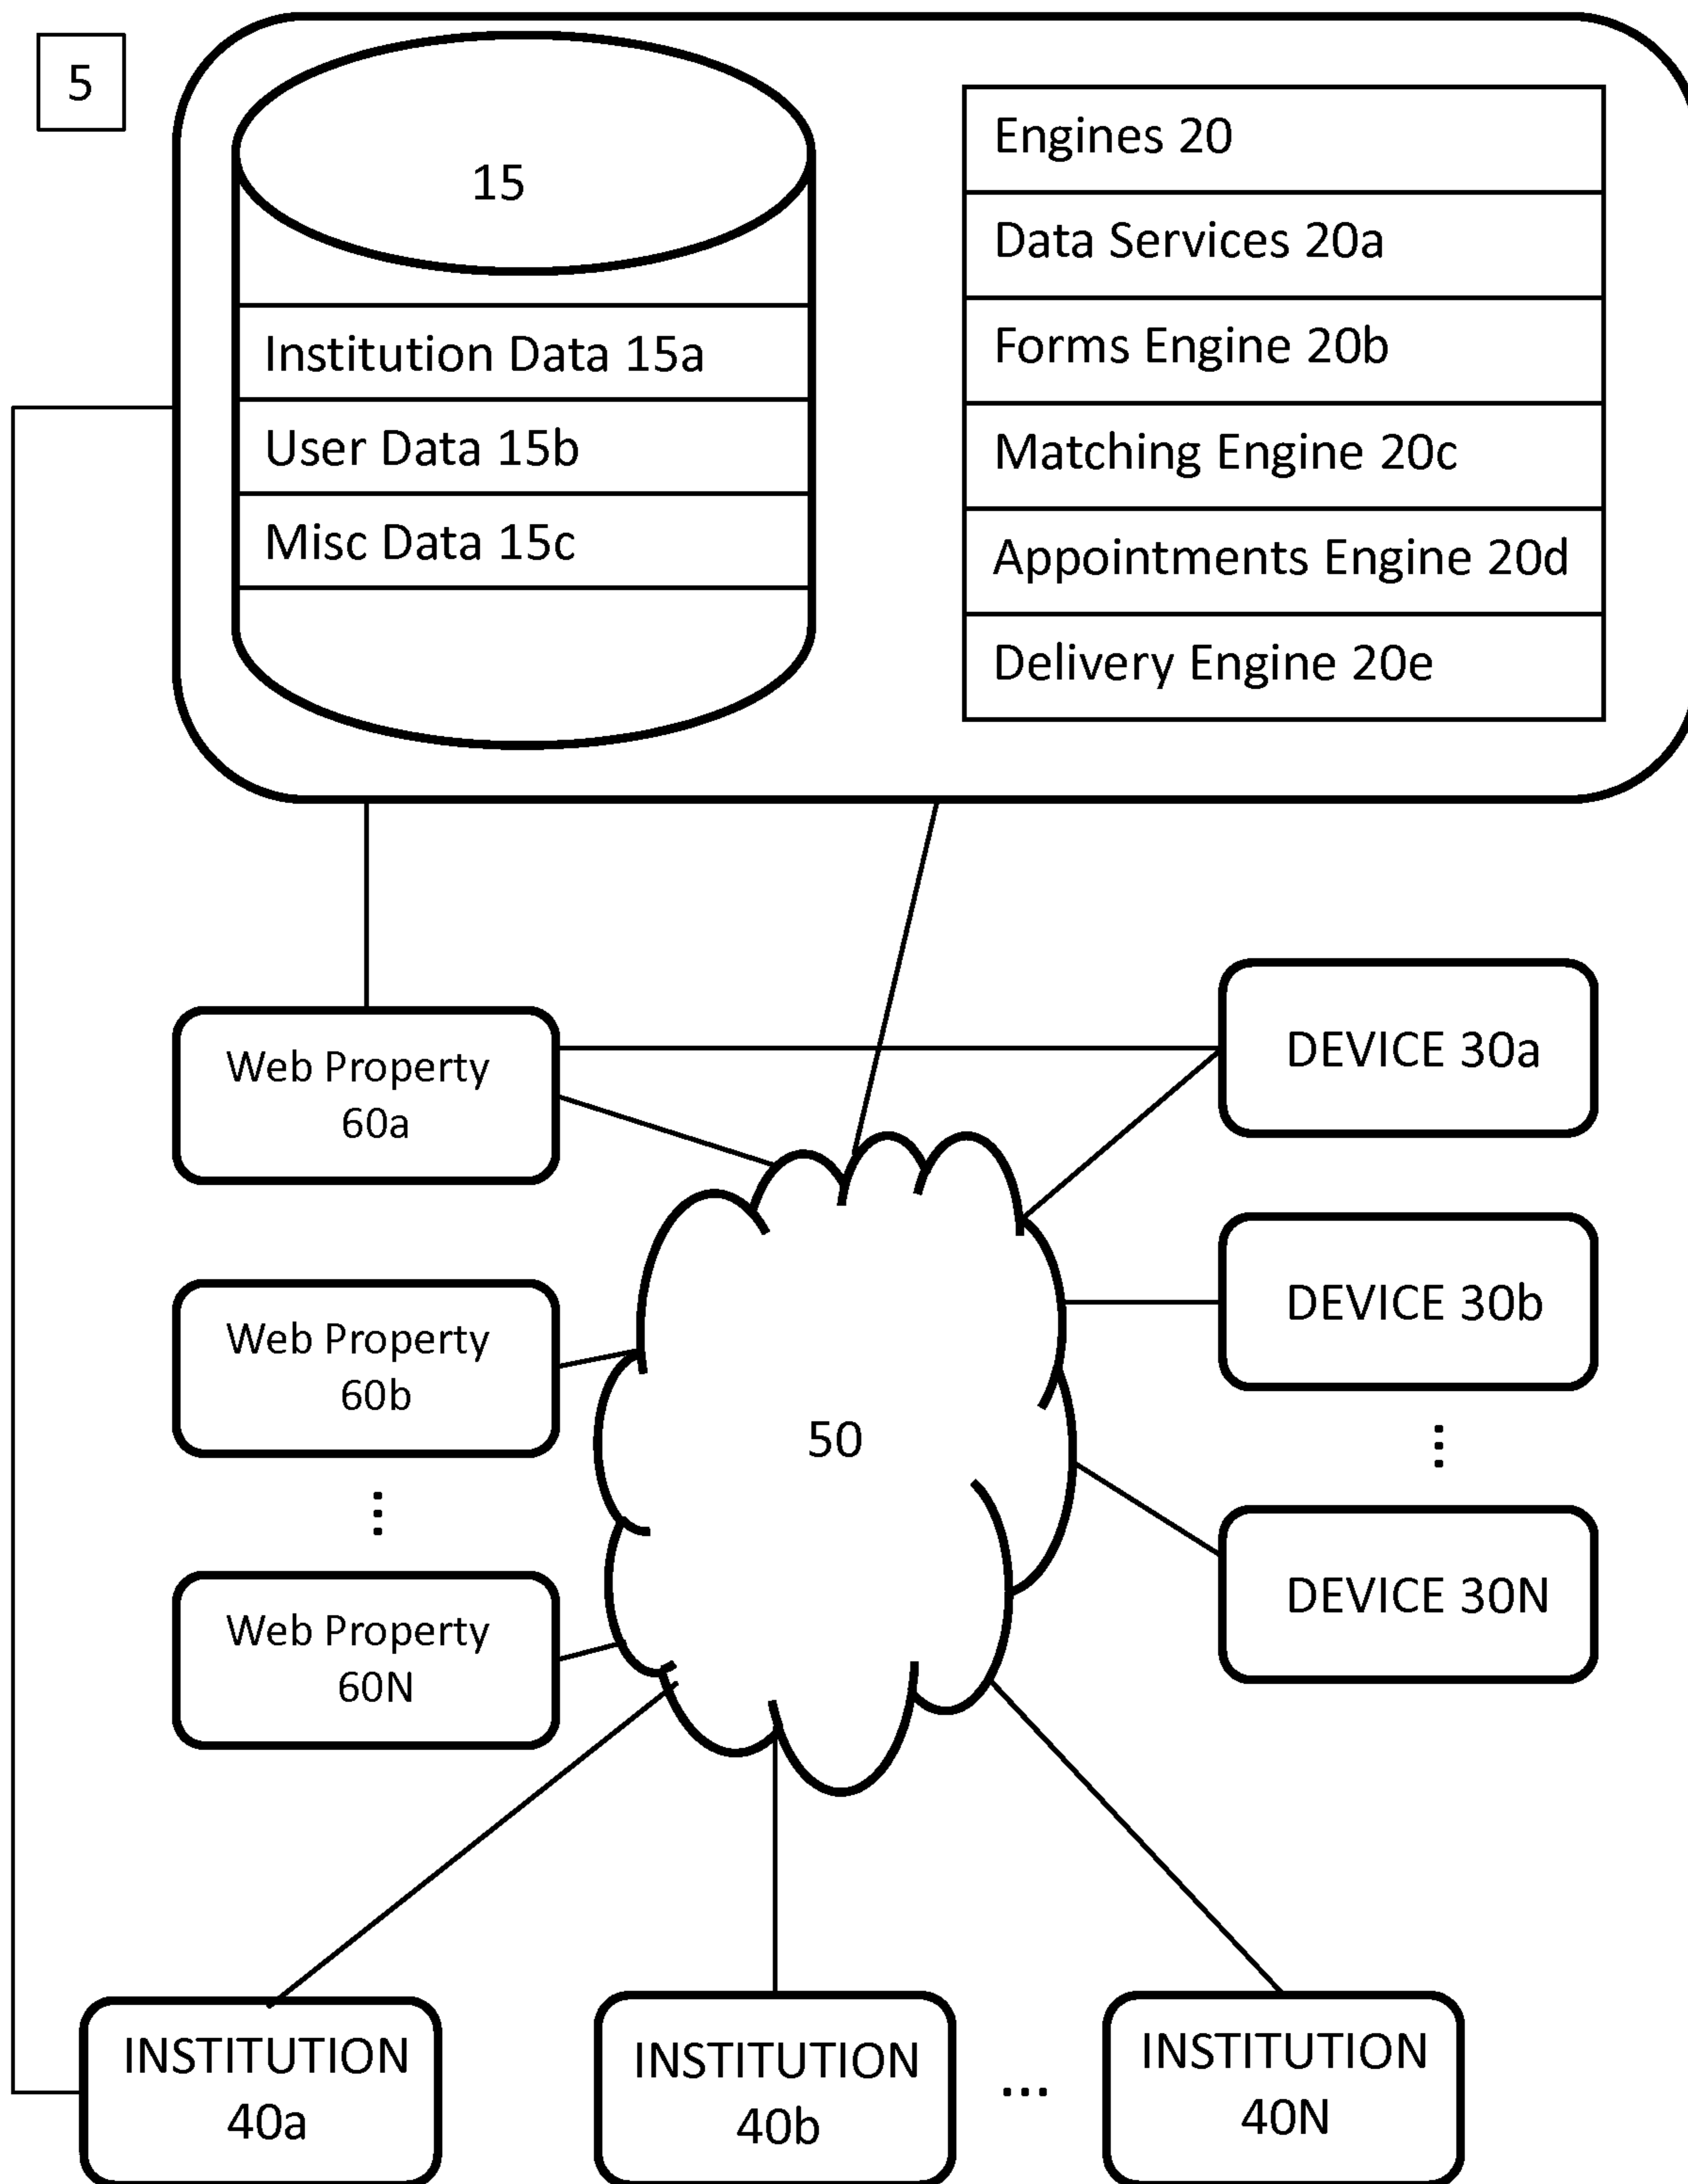 5
15
Institution Data 15a
User Data 15b
Misc Data 15c
Engines 20
Data Services 20a
Forms Engine 20b
Matching Engine 20c
Appointments Engine 20d
Delivery Engine 20e
Web Property
60a
DEVICE 30a
Web Property
60b
DEVICE 30b
⋮
50
⋮
Web Property
60N
DEVICE 30N
INSTITUTION
40a
INSTITUTION
40b
...
INSTITUTION
40N